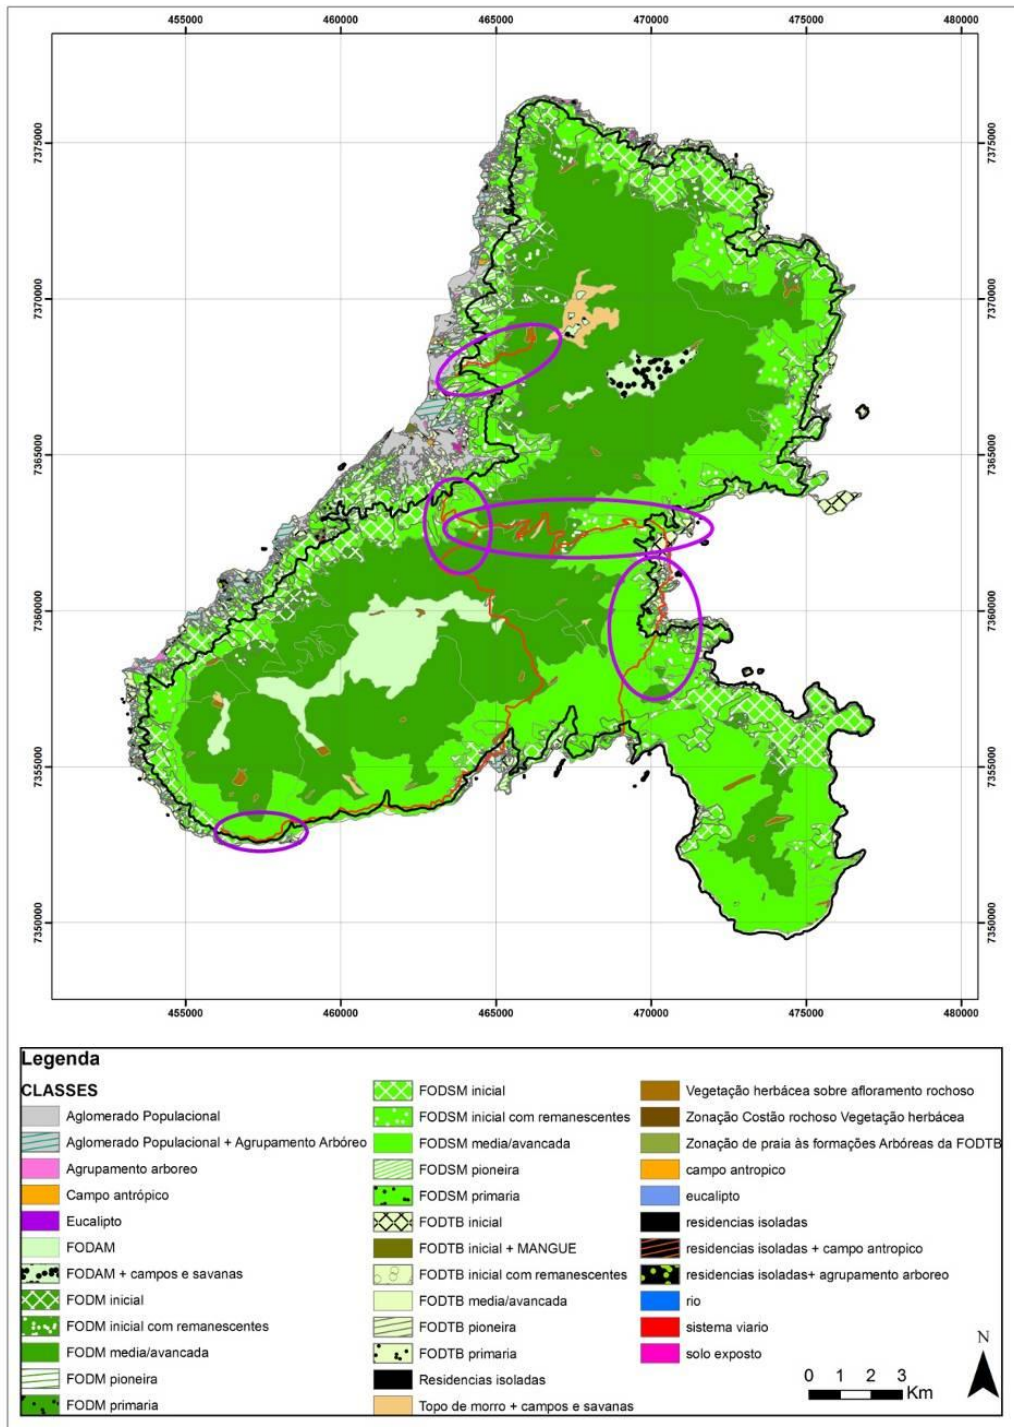 455000 460000 465000 470000 475000 480000
7375000 7375000
7370000 7370000
7365000 7365000
7360000 7360000
7355000 7355000
7350000 7350000
455000 460000 465000 470000 475000 480000
Legenda
CLASSES
Aglomerado Populacional
Aglomerado Populacional + Agrupamento Arbóreo
Agrupamento arboreo
Campo antrópico
Eucalipto
FODAM
FODAM + campos e savanas
FODM inicial
FODM inicial com remanescentes
FODM media/avancada
FODM pioneira
FODM primaria
FODSM inicial
FODSM inicial com remanescentes
FODSM media/avancada
FODSM pioneira
FODSM primaria
FODTB inicial
FODTB inicial + MANGUE
FODTB inicial com remanescentes
FODTB media/avancada
FODTB pioneira
FODTB primaria
Residencias isoladas
Topo de morro + campos e savanas
Vegetação herbácea sobre afloramento rochoso
Zonação Costão rochoso Vegetação herbácea
Zonação de praia às formações Arbóreas da FODTB
campo antropico
eucalipto
residencias isoladas
residencias isoladas + campo antropico
residencias isoladas+ agrupamento arboreo
rio
sistema viario
solo exposto
N
0 1 2 3
Km